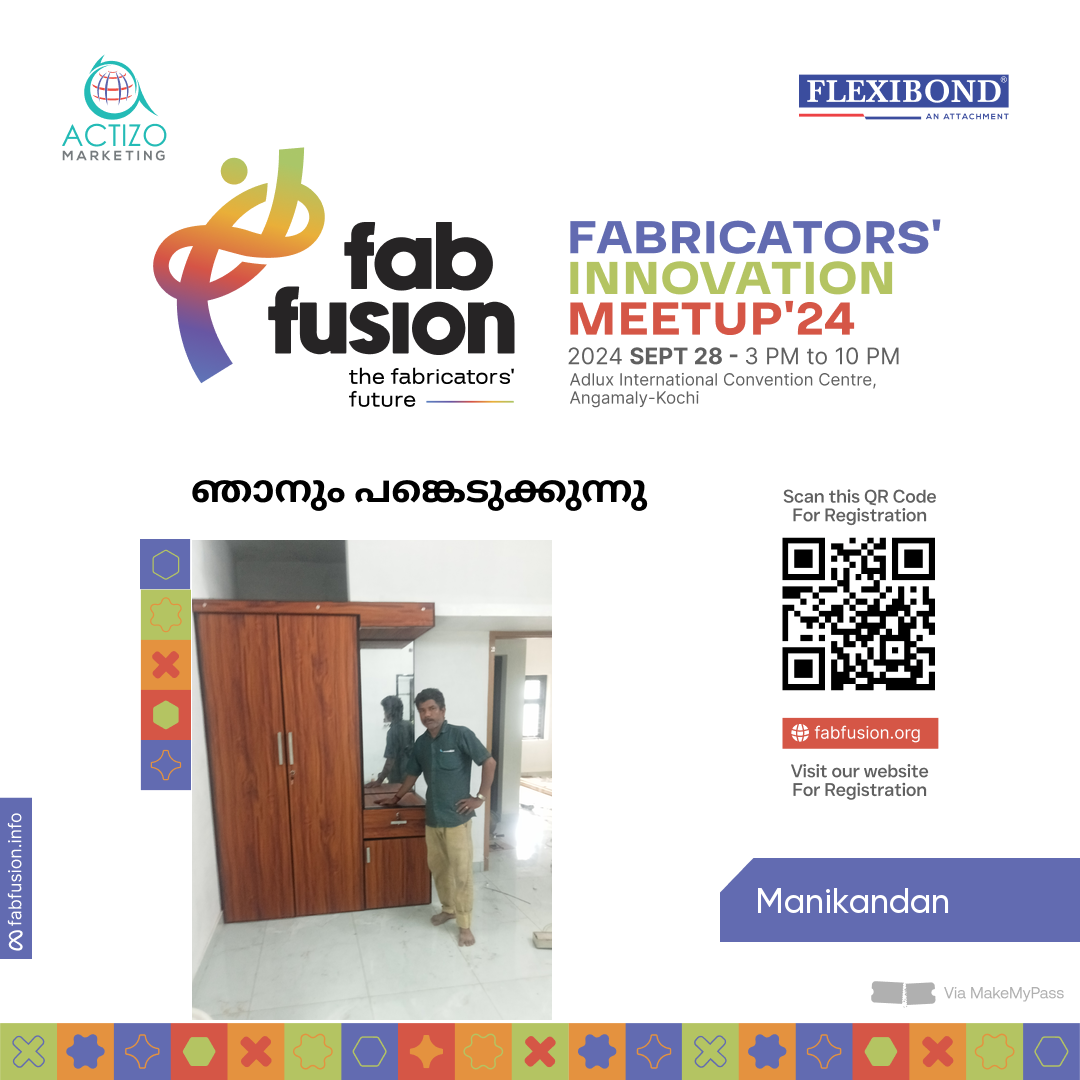 ACTIZO
MARKETING
FLEXIBOND®
AN ATTACHMENT
fab
fusion
the fabricators'
future
FABRICATORS'
INNOVATION
MEETUP'24
2024 SEPT 28 - 3 PM to 10 PM
Adlux International Convention Centre,
Angamaly-Kochi
ഞാനും പങ്കെടുക്കുന്നു
Scan this QR Code
For Registration
fabfusion.org
Visit our website
For Registration
fabfusion.info
Manikandan
Via MakeMyPass